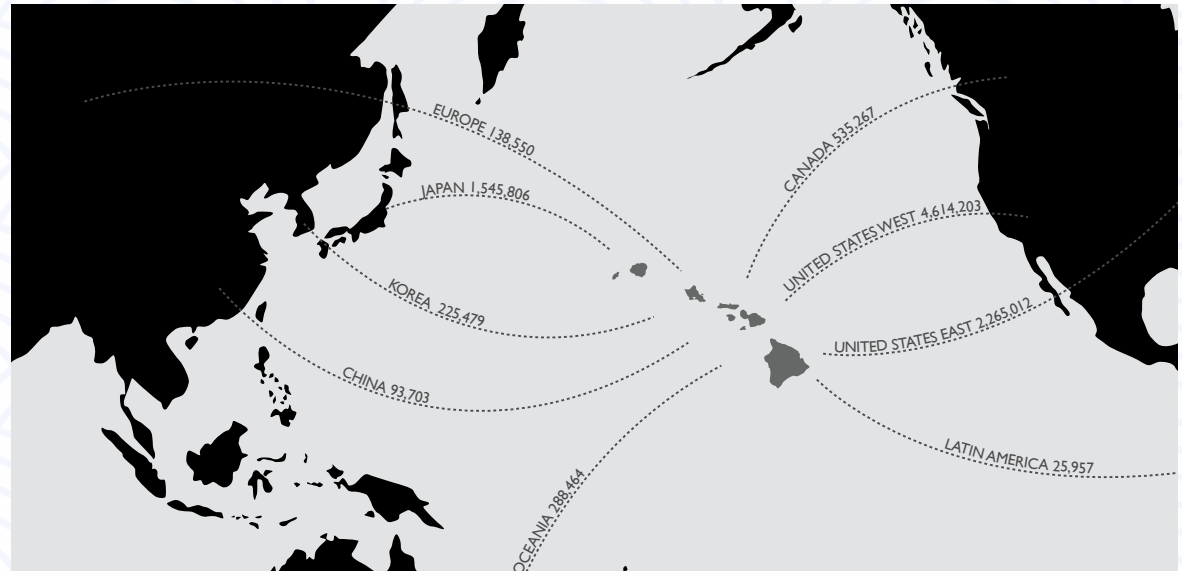 EUROPE 138,550
CANADA 535,267
JAPAN 1,545,806
UNITED STATES WEST 4,614,203
KOREA 225,479
UNITED STATES EAST 2,265,012
CHINA 93,703
LATIN AMERICA 25,957
OCEANIA 288,464